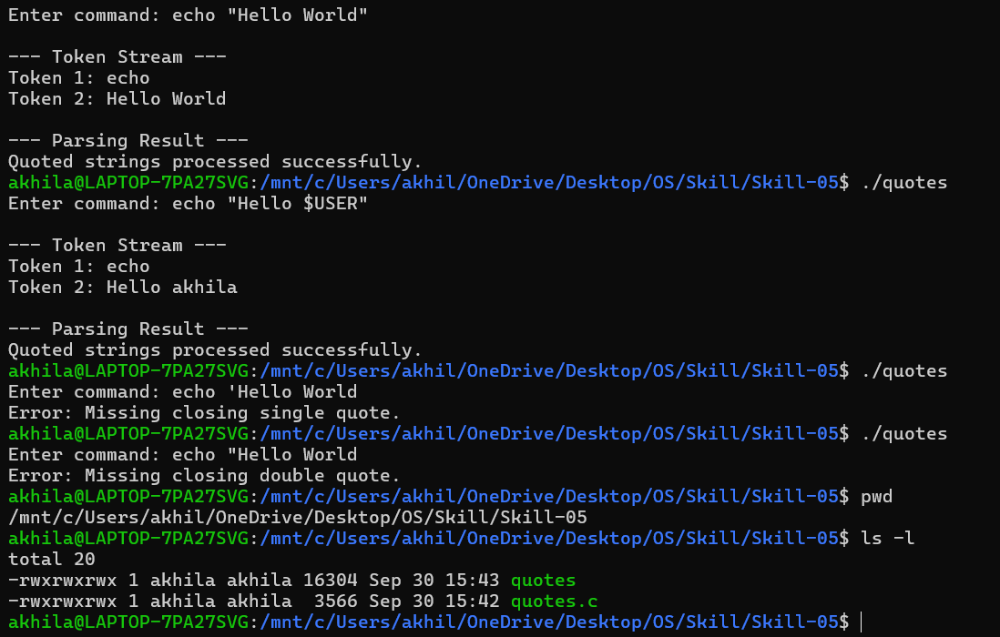 Enter command: echo "Hello World"
--- Token Stream ---
Token 1: echo
Token 2: Hello World
--- Parsing Result ---
Quoted strings processed successfully.
akhila@LAPTOP-7PA27SVG:/mnt/c/Users/akhil/OneDrive/Desktop/OS/Skill/Skill-05$ ./quotes
Enter command: echo "Hello $USER"
--- Token Stream ---
Token 1: echo
Token 2: Hello akhila
--- Parsing Result ---
Quoted strings processed successfully.
akhila@LAPTOP-7PA27SVG:/mnt/c/Users/akhil/OneDrive/Desktop/OS/Skill/Skill-05$ ./quotes
Enter command: echo 'Hello World
Error: Missing closing single quote.
akhila@LAPTOP-7PA27SVG:/mnt/c/Users/akhil/OneDrive/Desktop/OS/Skill/Skill-05$ ./quotes
Enter command: echo "Hello World
Error: Missing closing double quote.
akhila@LAPTOP-7PA27SVG:/mnt/c/Users/akhil/OneDrive/Desktop/OS/Skill/Skill-05$ pwd
/mnt/c/Users/akhil/OneDrive/Desktop/OS/Skill/Skill-05
akhila@LAPTOP-7PA27SVG:/mnt/c/Users/akhil/OneDrive/Desktop/OS/Skill/Skill-05$ ls -l
total 20
-rwxrwxrwx 1 akhila akhila 16304 Sep 30 15:43 quotes
-rwxrwxrwx 1 akhila akhila  3566 Sep 30 15:42 quotes.c
akhila@LAPTOP-7PA27SVG:/mnt/c/Users/akhil/OneDrive/Desktop/OS/Skill/Skill-05$